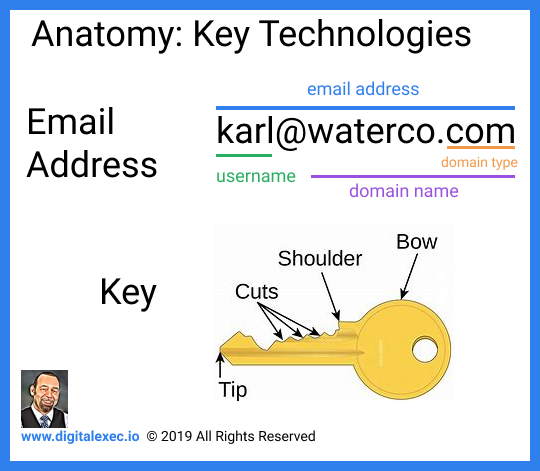 Anatomy: Key Technologies
email address
Email
Address
karl@waterco.com
domain type
username
domain name
Bow
Shoulder
Cuts
Key
Tip
www.digitalexec.io © 2019 All Rights Reserved